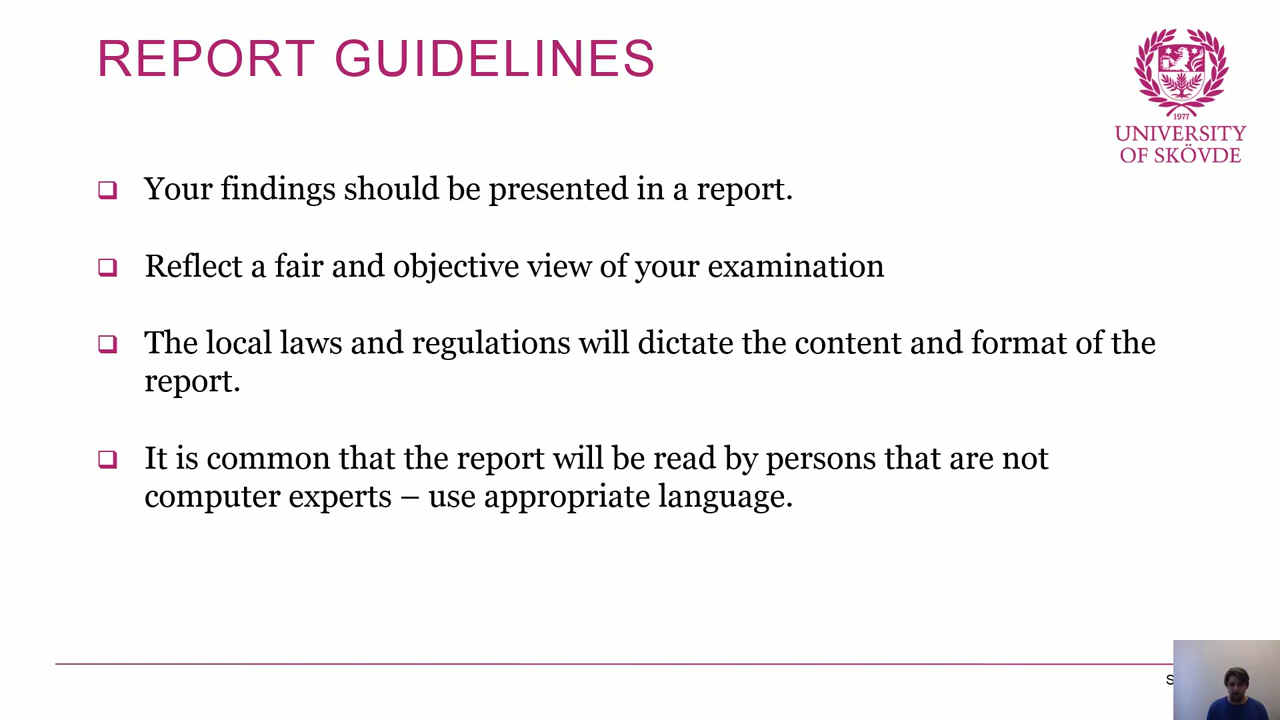 REPORT GUIDELINES
1977
UNIVERSITY
OF SKÖVDE
Your findings should be presented in a report.
Reflect a fair and objective view of your examination
The local laws and regulations will dictate the content and format of the
report.
It is common that the report will be read by persons that are not
computer experts – use appropriate language.